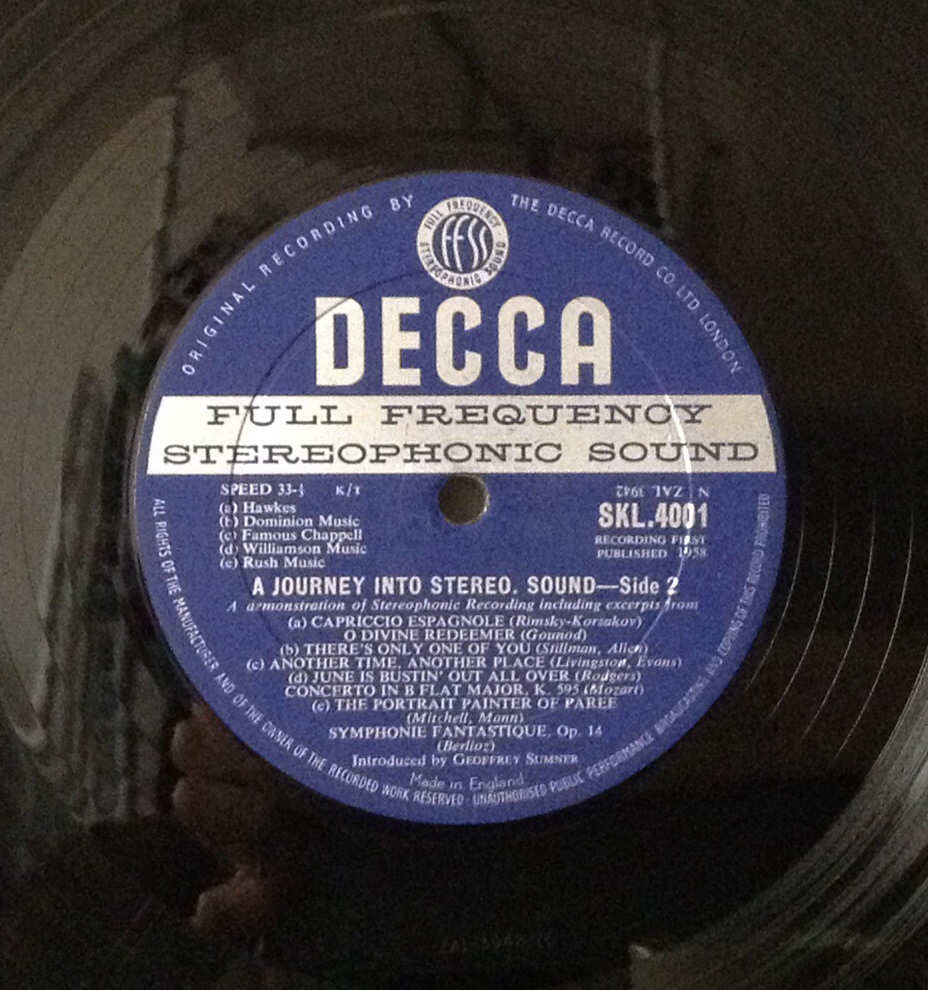 ORIGINAL RECORDING BY THE DECCA RECORD CO. LTD. LONDON
FULL FREQUENCY
FFSS
STEREOPHONIC SOUND
DECCA
FULL FREQUENCY
STEREOPHONIC SOUND
SPEED 33-⅓ K/T
N ZAL 3942
(a) Hawkes
(b) Dominion Music
(c) Famous Chappell
(d) Williamson Music
(e) Rush Music
SKL.4001
RECORDING FIRST
PUBLISHED 1958
A JOURNEY INTO STEREO. SOUND—Side 2
A demonstration of Stereophonic Recording including excerpts from
(a) CAPRICCIO ESPAGNOLE (Rimsky-Korsakov)
O DIVINE REDEEMER (Gounod)
(b) THERE'S ONLY ONE OF YOU (Stillman, Allen)
(c) ANOTHER TIME, ANOTHER PLACE (Livingston, Evans)
(d) JUNE IS BUSTIN' OUT ALL OVER (Rodgers)
CONCERTO IN B FLAT MAJOR, K. 595 (Mozart)
(e) THE PORTRAIT PAINTER OF PAREE
(Mitchell, Mann)
SYMPHONIE FANTASTIQUE, Op. 14
(Berlioz)
Introduced by GEOFFREY SUMNER
Made in England
ALL RIGHTS OF THE MANUFACTURER AND OF THE OWNER OF THE RECORDED WORK RESERVED · UNAUTHORISED PUBLIC PERFORMANCE BROADCASTING AND COPYING OF THIS RECORD PROHIBITED